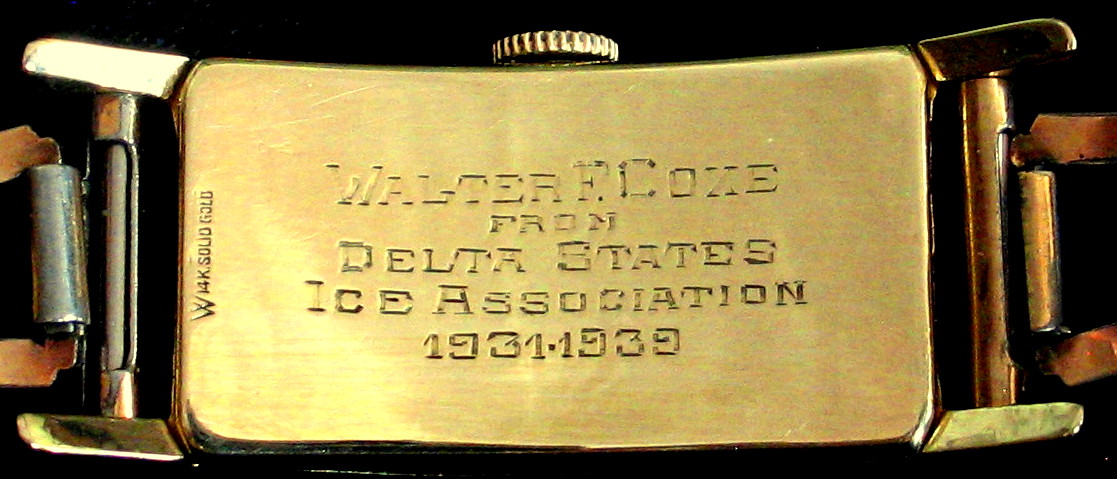 WALTER F. COXE
FROM
DELTA STATES
ICE ASSOCIATION
1931·1939
W 14K. SOLID GOLD